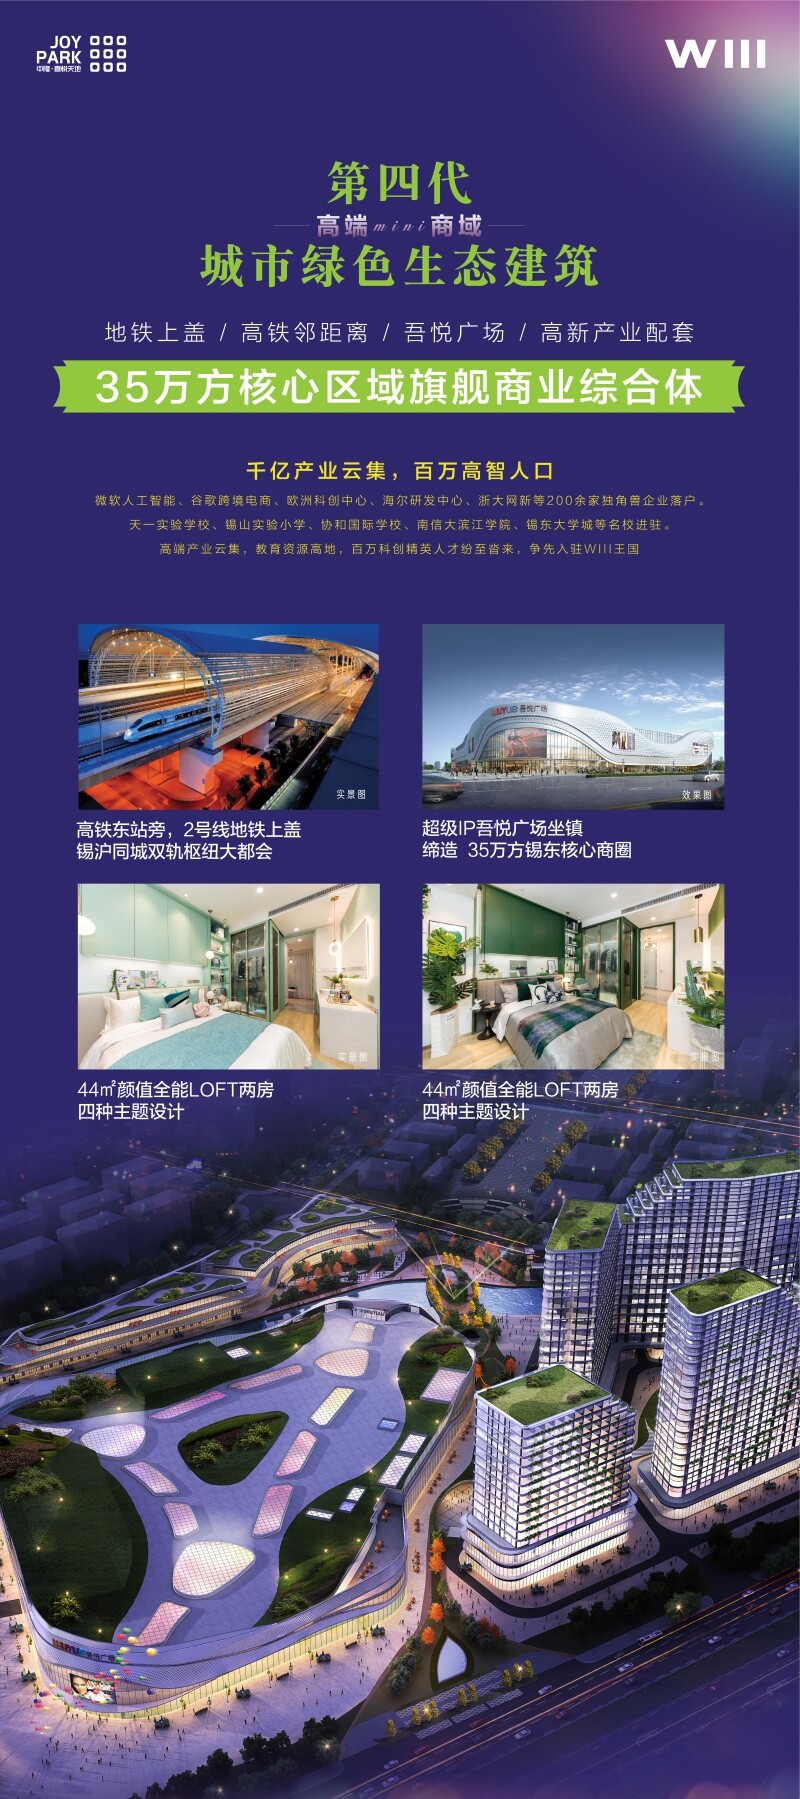 JOY
PARK
中隆·喜悦天地
WIII
第四代
高端mini商域
城市绿色生态建筑
地铁上盖 / 高铁邻距离 / 吾悦广场 / 高新产业配套
35万方核心区域旗舰商业综合体
千亿产业云集，百万高智人口
微软人工智能、谷歌跨境电商、欧洲科创中心、海尔研发中心、浙大网新等200余家独角兽企业落户。
天一实验学校、锡山实验小学、协和国际学校、南信大滨江学院、锡东大学城等名校进驻。
高端产业云集，教育资源高地，百万科创精英人才纷至沓来，争先入驻WIII王国
吾悦广场
实景图
效果图
高铁东站旁，2号线地铁上盖
锡沪同城双轨枢纽大都会
超级IP吾悦广场坐镇
缔造 35万方锡东核心商圈
实景图
实景图
44㎡颜值全能LOFT两房
四种主题设计
44㎡颜值全能LOFT两房
四种主题设计
吾悦广场